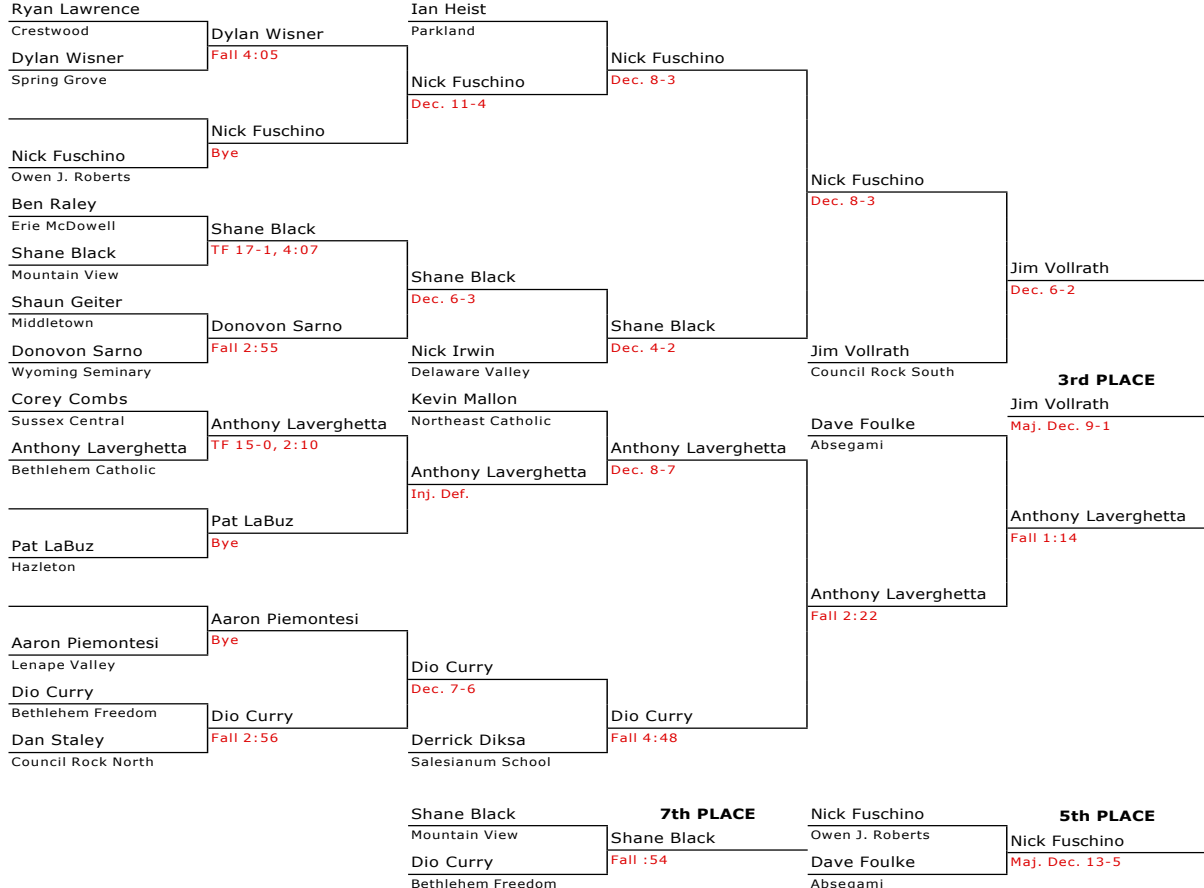 Ryan Lawrence
Crestwood
Dylan Wisner
Fall 4:05
Dylan Wisner
Spring Grove
Nick Fuschino
Bye
Nick Fuschino
Owen J. Roberts
Ian Heist
Parkland
Nick Fuschino
Dec. 11-4
Nick Fuschino
Dec. 8-3
Ben Raley
Erie McDowell
Shane Black
TF 17-1, 4:07
Shane Black
Mountain View
Shaun Geiter
Middletown
Donovon Sarno
Fall 2:55
Donovon Sarno
Wyoming Seminary
Shane Black
Dec. 6-3
Nick Irwin
Delaware Valley
Shane Black
Dec. 4-2
Nick Fuschino
Dec. 8-3
Jim Vollrath
Council Rock South
Jim Vollrath
Dec. 6-2
3rd PLACE
Jim Vollrath
Maj. Dec. 9-1
Corey Combs
Sussex Central
Anthony Laverghetta
TF 15-0, 2:10
Anthony Laverghetta
Bethlehem Catholic
Pat LaBuz
Bye
Pat LaBuz
Hazleton
Kevin Mallon
Northeast Catholic
Anthony Laverghetta
Inj. Def.
Anthony Laverghetta
Dec. 8-7
Aaron Piemontesi
Bye
Aaron Piemontesi
Lenape Valley
Dio Curry
Bethlehem Freedom
Dio Curry
Fall 2:56
Dan Staley
Council Rock North
Dio Curry
Dec. 7-6
Derrick Diksa
Salesianum School
Dio Curry
Fall 4:48
Dave Foulke
Absegami
Anthony Laverghetta
Fall 2:22
Anthony Laverghetta
Fall 1:14
Shane Black
Mountain View
7th PLACE
Shane Black
Fall :54
Dio Curry
Bethlehem Freedom
Nick Fuschino
Owen J. Roberts
5th PLACE
Nick Fuschino
Maj. Dec. 13-5
Dave Foulke
Absegami